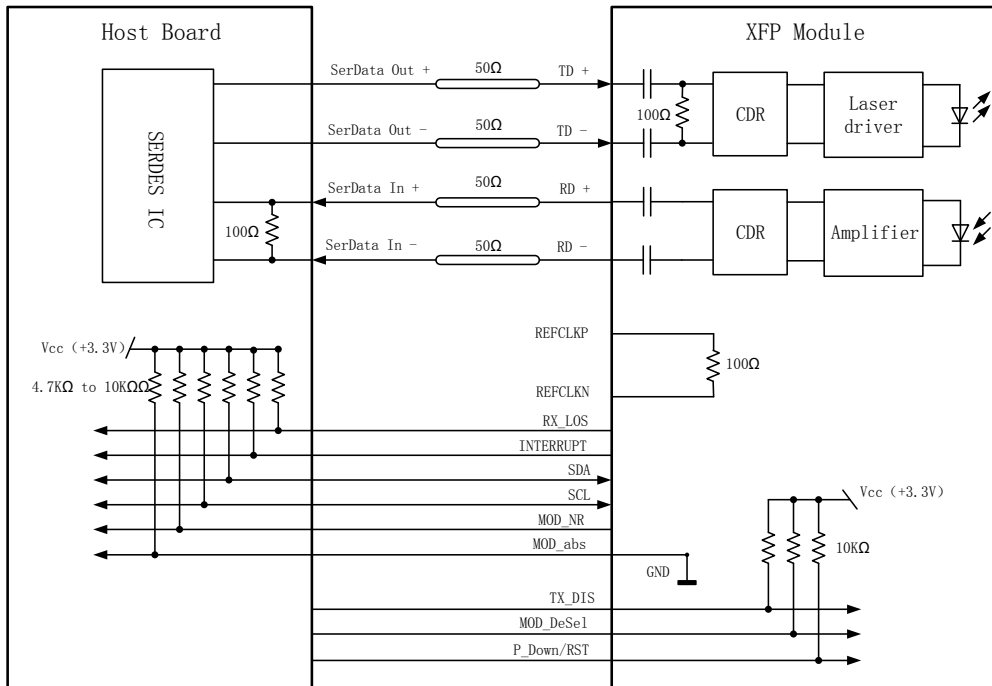 Host Board
XFP Module
SERDES IC
SerData Out +
50Ω
TD +
SerData Out -
50Ω
TD -
SerData In +
50Ω
RD +
SerData In -
50Ω
RD -
100Ω
100Ω
CDR
Laser
driver
CDR
Amplifier
REFCLKP
100Ω
REFCLKN
Vcc (+3.3V)
4.7KΩ to 10KΩΩ
RX_LOS
INTERRUPT
SDA
SCL
MOD_NR
MOD_abs
GND
Vcc (+3.3V)
10KΩ
TX_DIS
MOD_DeSel
P_Down/RST